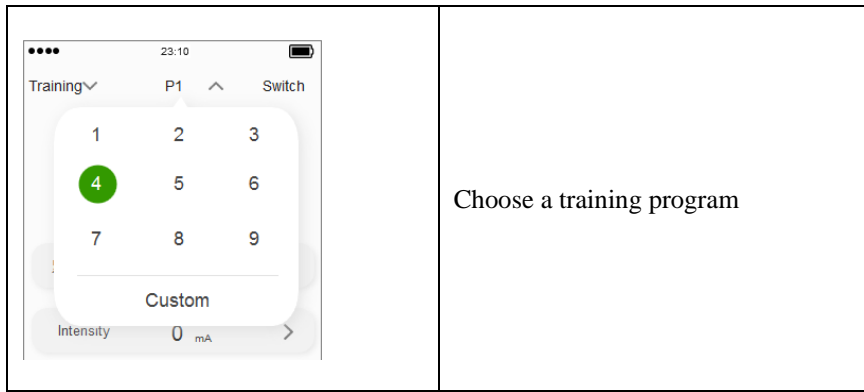 23:10
Training P1 Switch
1 2 3
4 5 6
7 8 9
Custom
Intensity 0 mA
Choose a training program